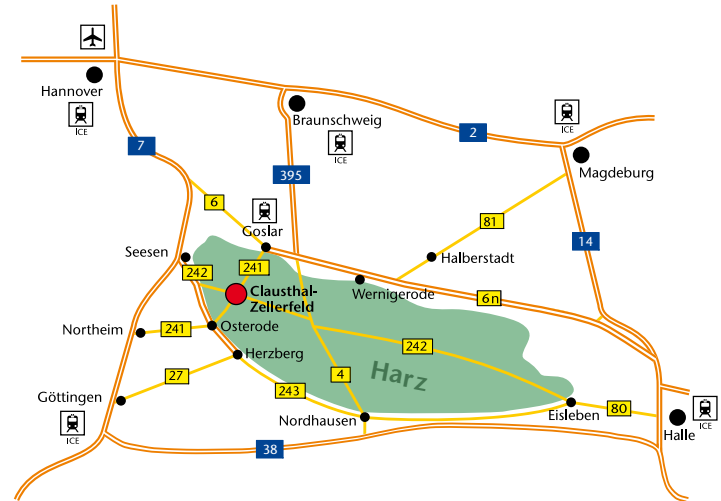 Hannover
ICE
Braunschweig
ICE
ICE
2
Magdeburg
7
395
6
81
Goslar
14
Seesen
Halberstadt
242
241
Clausthal-
Zellerfeld
Wernigerode
6n
Northeim
241
Osterode
242
Herzberg
27
4
Harz
243
Göttingen
ICE
Nordhausen
Eisleben
80
ICE
Halle
38